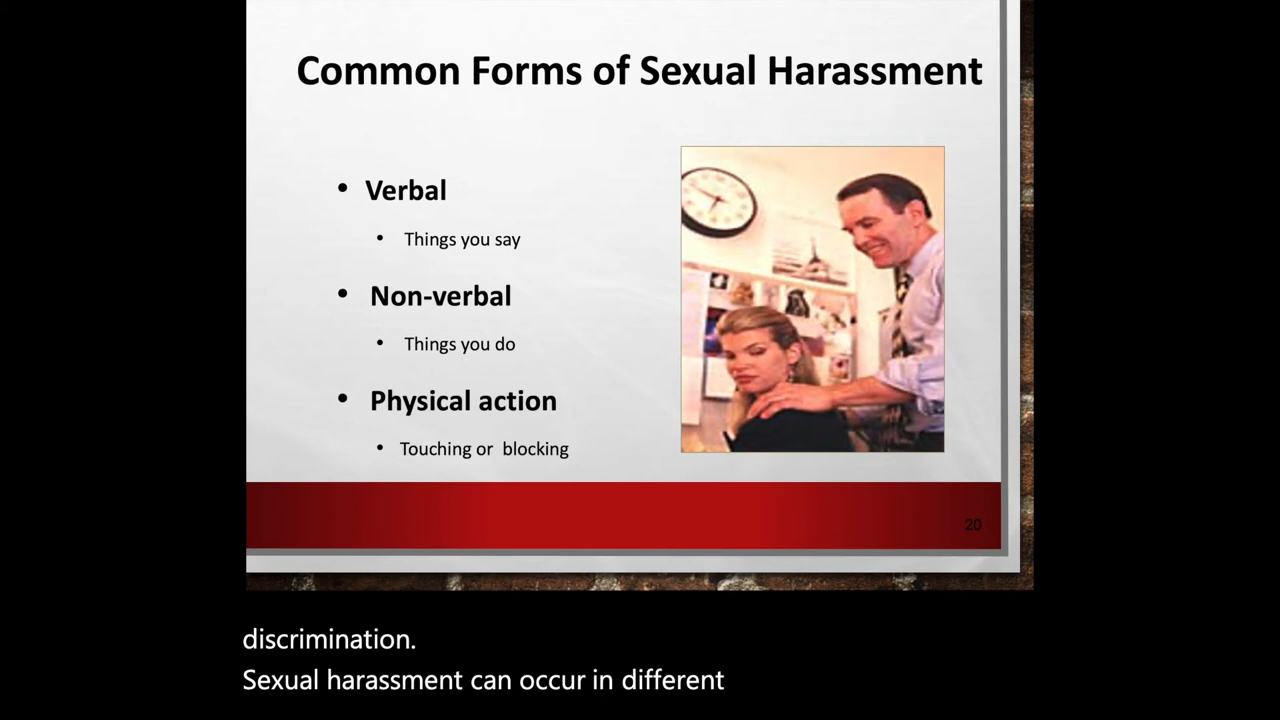 Common Forms of Sexual Harassment
• Verbal
• Things you say
• Non-verbal
• Things you do
• Physical action
• Touching or  blocking
20
discrimination.
Sexual harassment can occur in different